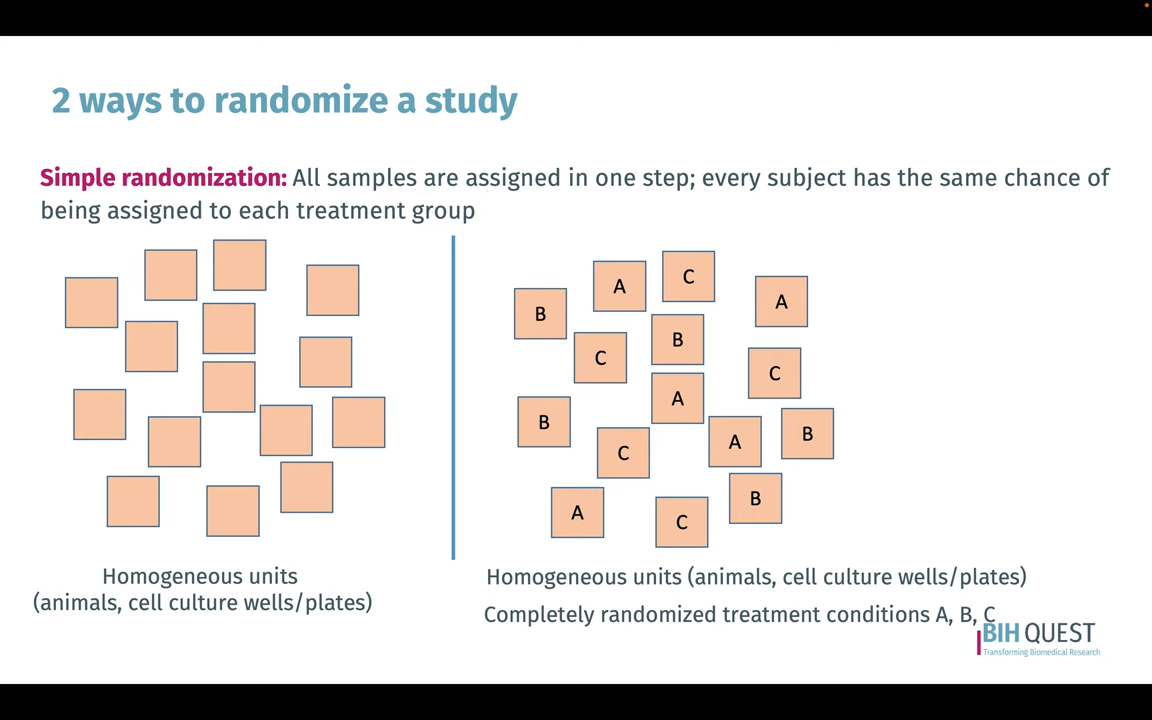 2 ways to randomize a study
Simple randomization: All samples are assigned in one step; every subject has the same chance of
being assigned to each treatment group
A
C
A
B
B
C
C
A
B
A
B
C
B
A
C
Homogeneous units
(animals, cell culture wells/plates)
Homogeneous units (animals, cell culture wells/plates)
Completely randomized treatment conditions A, B, C
BIH QUEST
Transforming Biomedical Research